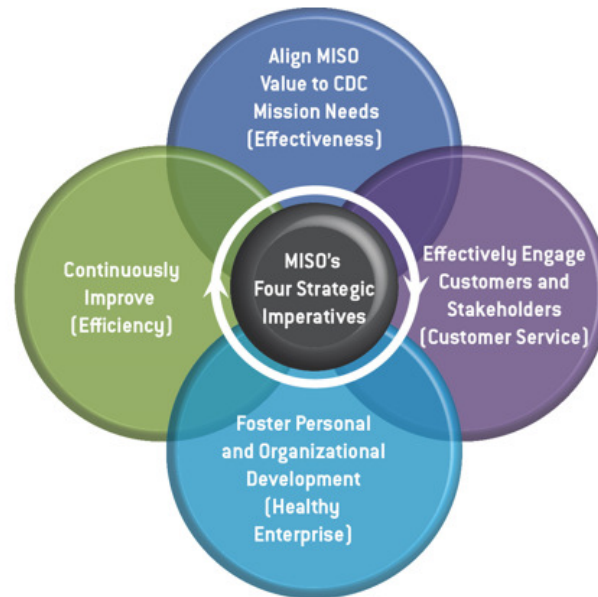 Align MISO
Value to CDC
Mission Needs
(Effectiveness)
Effectively Engage
Customers and
Stakeholders
(Customer Service)
MISO's
Four Strategic
Imperatives
Continuously
Improve
(Efficiency)
Foster Personal
and Organizational
Development
(Healthy
Enterprise)